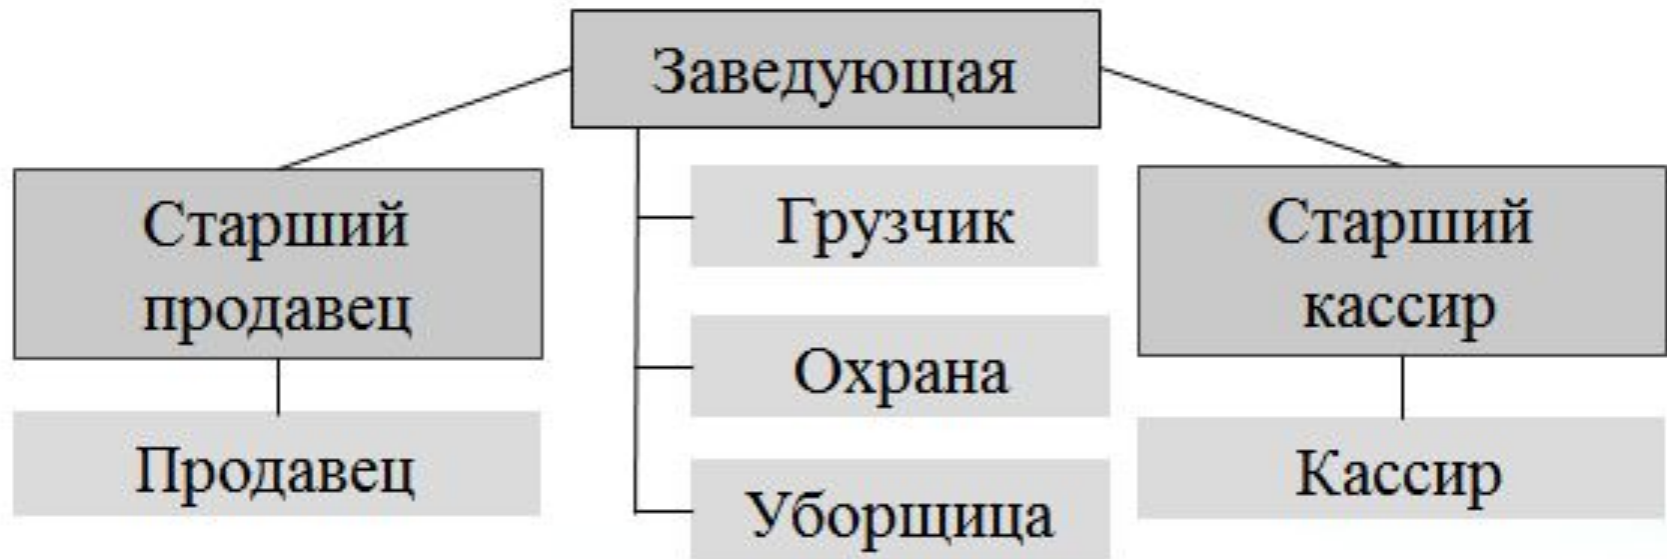 Заведующая
Старший
продавец
Продавец
Грузчик
Охрана
Уборщица
Старший
кассир
Кассир